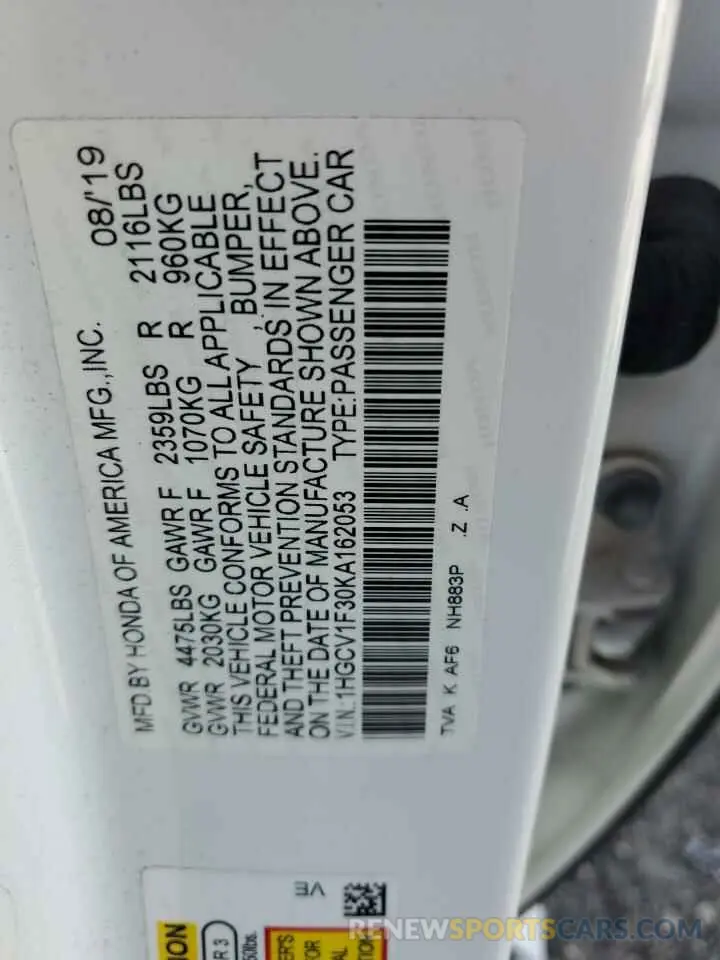 MFD BY HONDA OF AMERICA MFG.,INC. 08/'19
GVWR 4475LBS GAWR F 2359LBS R 2116LBS
GVWR 2030KG GAWR F 1070KG R 960KG
THIS VEHICLE CONFORMS TO ALL APPLICABLE
FEDERAL MOTOR VEHICLE SAFETY , BUMPER,
AND THEFT PREVENTION STANDARDS IN EFFECT
ON THE DATE OF MANUFACTURE SHOWN ABOVE.
V.I.N.:1HGCV1F30KA162053 TYPE:PASSENGER CAR
TVA K AF6 NH883P .Z .A
VE
R 3
RENEWSPORTSCARS.COM